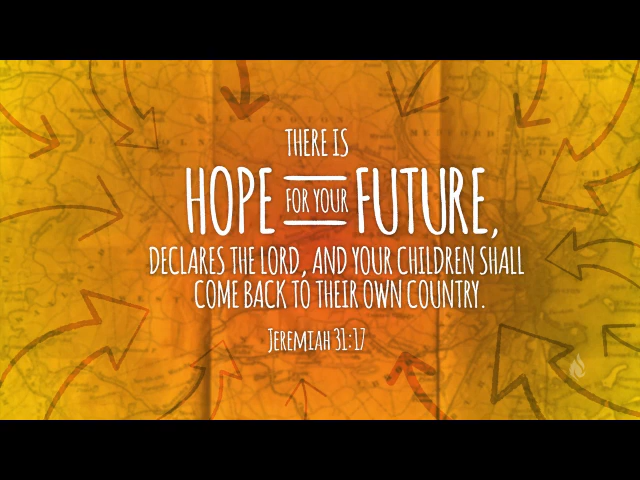 THERE IS
HOPE FOR YOUR FUTURE,
DECLARES THE LORD, AND YOUR CHILDREN SHALL
COME BACK TO THEIR OWN COUNTRY.
JEREMIAH 31:17